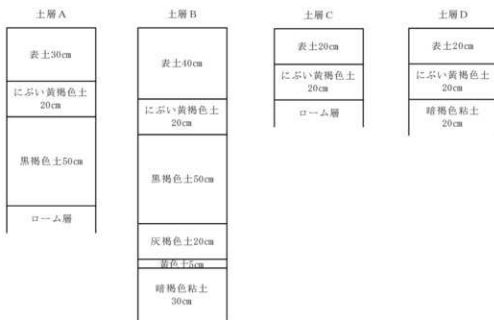 土層A
表土30cm
にぶい黄褐色土
20cm
黒褐色土50cm
ローム層
土層B
表土40cm
にぶい黄褐色土
20cm
黒褐色土50cm
灰褐色土20cm
黄色土5cm
暗褐色粘土
30cm
土層C
表土20cm
にぶい黄褐色土
20cm
ローム層
土層D
表土20cm
にぶい黄褐色土
20cm
暗褐色粘土
20cm